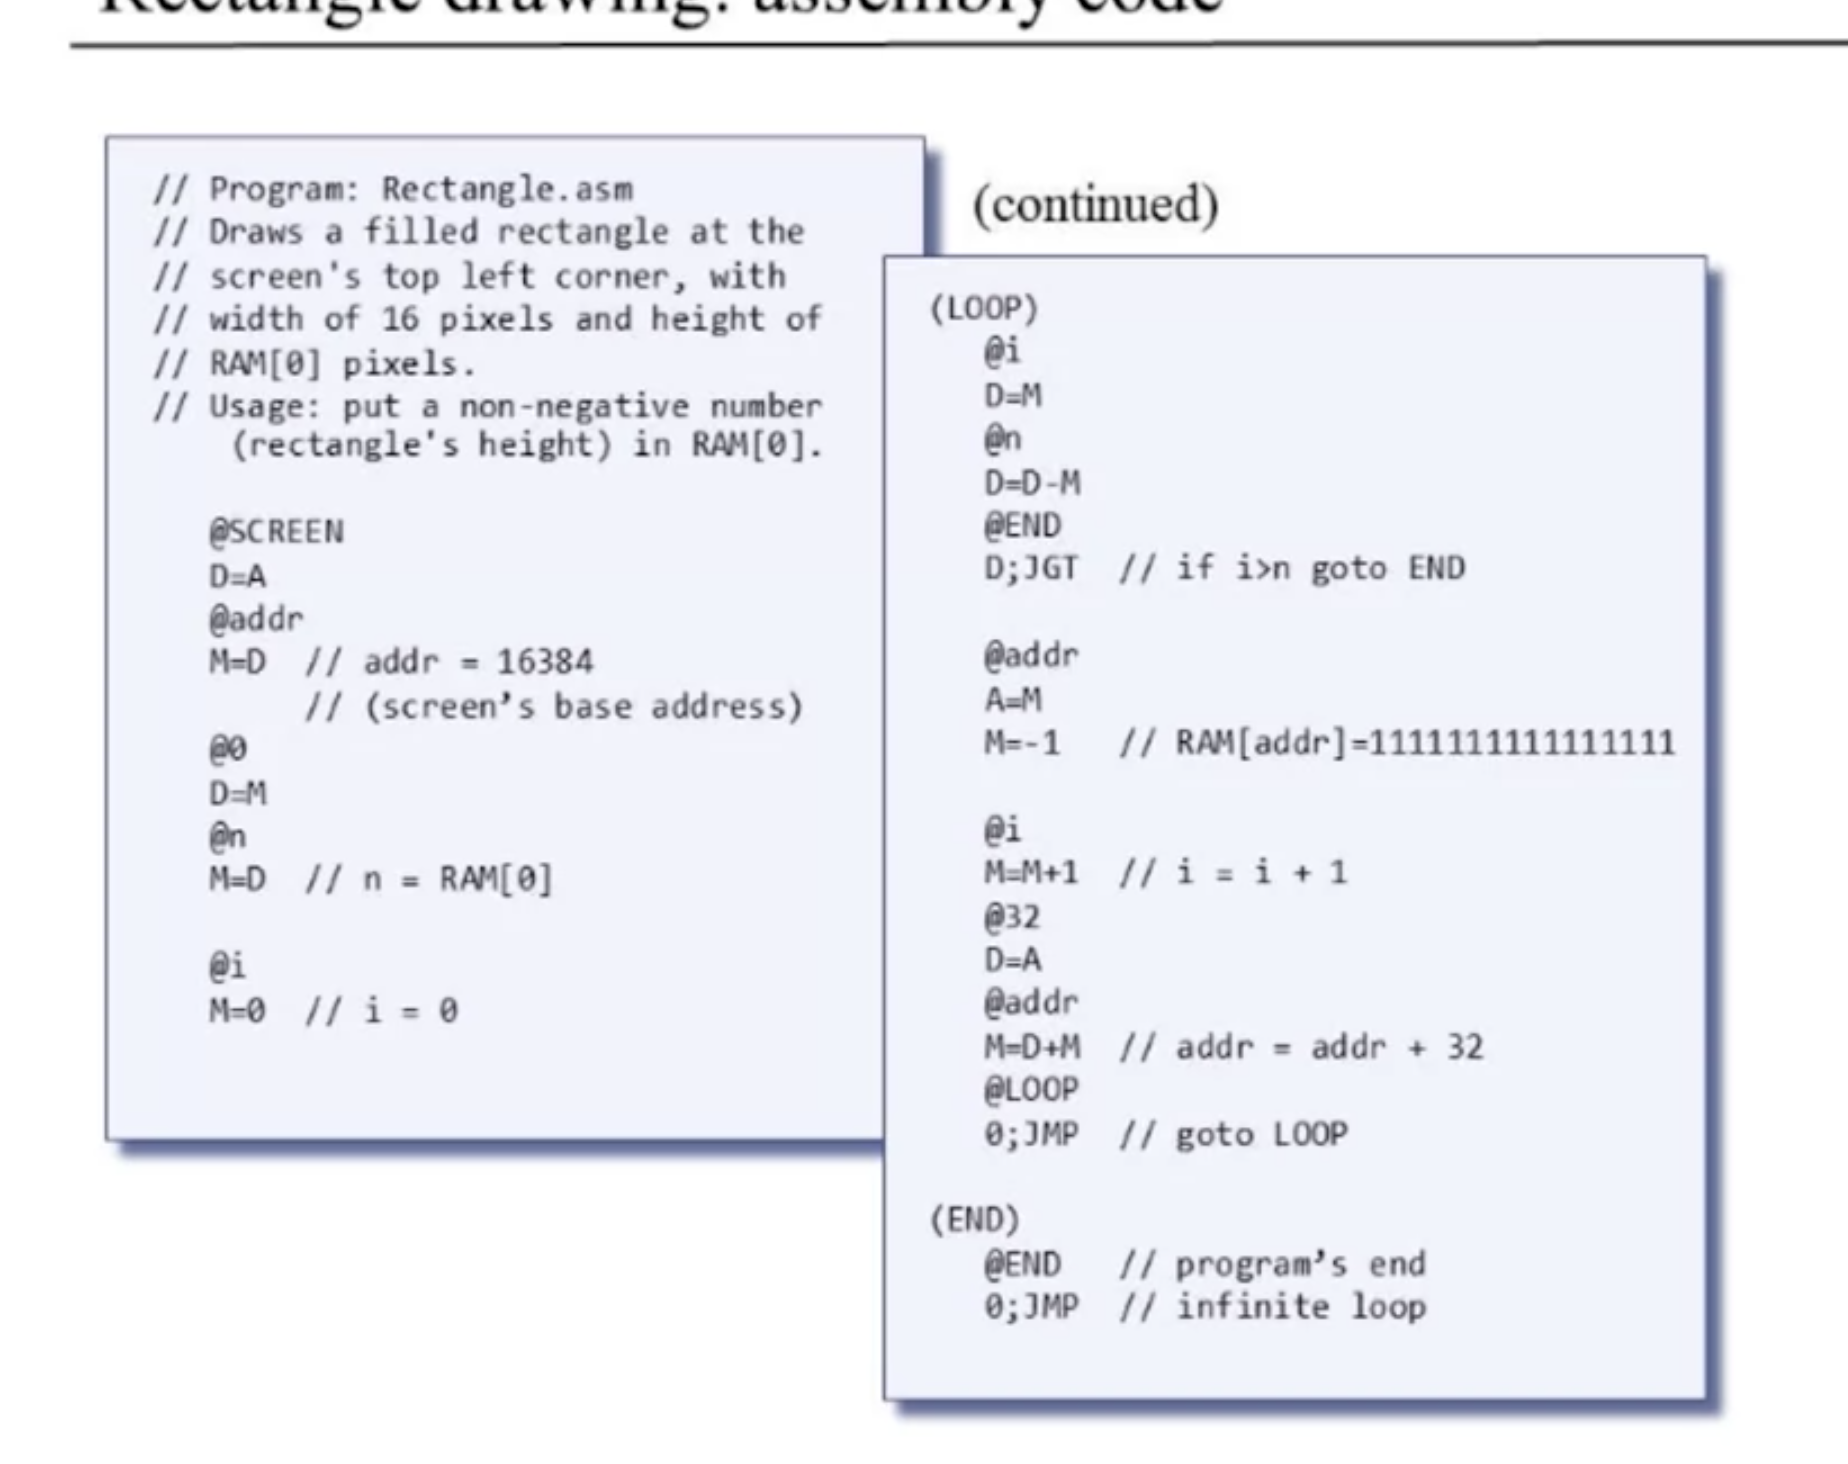 Rectangle drawing: assembly code
// Program: Rectangle.asm
// Draws a filled rectangle at the
// screen's top left corner, with
// width of 16 pixels and height of
// RAM[0] pixels.
// Usage: put a non-negative number
(rectangle's height) in RAM[0].
@SCREEN
D=A
@addr
M=D // addr = 16384
// (screen’s base address)
@0
D=M
@n
M=D // n = RAM[0]
@i
M=0 // i = 0
(continued)
(LOOP)
@i
D=M
@n
D=D-M
@END
D;JGT // if i>n goto END
@addr
A=M
M=-1 // RAM[addr]=1111111111111111
@i
M=M+1 // i = i + 1
@32
D=A
@addr
M=D+M // addr = addr + 32
@LOOP
0;JMP // goto LOOP
(END)
@END // program’s end
0;JMP // infinite loop